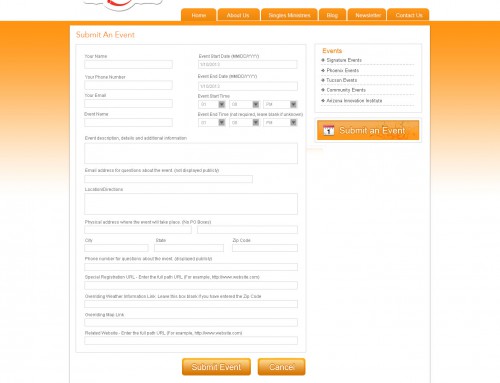 Home
About Us
Singles Ministries
Blog
Newsletter
Contact Us
Submit An Event
Your Name
Your Phone Number
Your Email
Event Name
Event Start Date (MM/DD/YYYY)
Event End Date (MM/DD/YYYY)
Event Start Time
01
00
PM
Event End Time (not required, leave blank if unknown)
01
00
PM
Event description, details and additional information
Email address for questions about the event. (not displayed publicly)
Location/Directions
Physical address where the event will take place. (No PO Boxes)
City
State
Zip Code
Phone number for questions about the event. (displayed publicly)
Special Registration URL - Enter the full path URL (For example, http://www.website.com)
Overriding Weather Information Link. Leave this box blank if you have entered the Zip Code
Overriding Map Link
Related Website - Enter the full path URL (For example, http://www.website.com)
Submit Event
Cancel
Events
Signature Events
Phoenix Events
Tucson Events
Community Events
Arizona Innovation Institute
1
Submit an Event